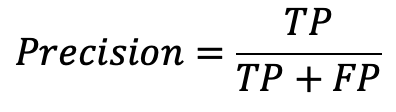 Precision = TP / (TP + FP)